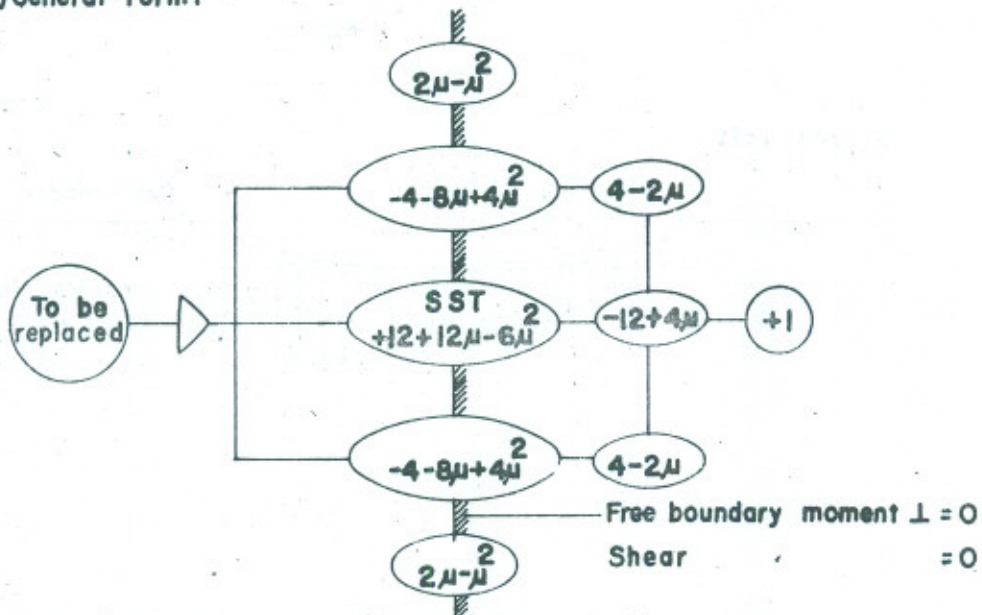 /General form:
2μ-μ²
-4-8μ+4μ²
4-2μ
To be
replaced
SST
+12+12μ-6μ²
-12+4μ
+1
-4-8μ+4μ²
4-2μ
Free boundary moment ⊥ = 0
Shear = 0
2μ-μ²